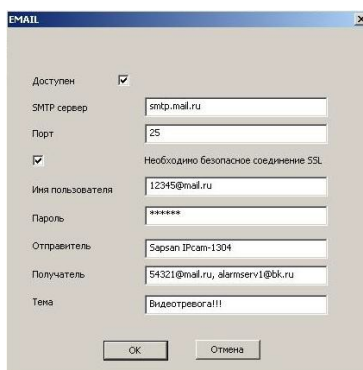 EMAIL
Доступен
SMTP сервер smtp.mail.ru
Порт 25
Необходимо безопасное соединение SSL
Имя пользователя 12345@mail.ru
Пароль ******
Отправитель Sapsan IPcam-1304
Получатель 54321@mail.ru, alarmserv1@bk.ru
Тема Видеотревога!!!
OK Отмена